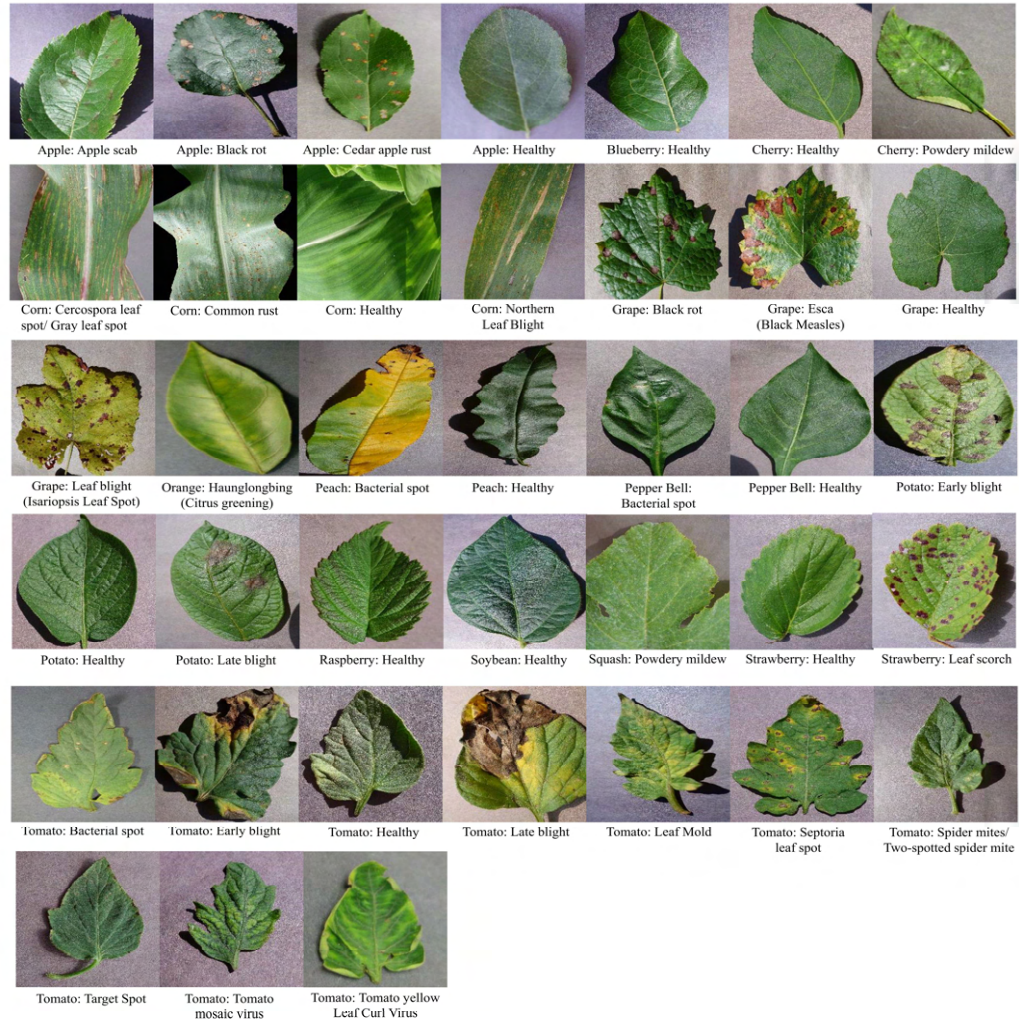 Apple: Apple scab
Apple: Black rot
Apple: Cedar apple rust
Apple: Healthy
Blueberry: Healthy
Cherry: Healthy
Cherry: Powdery mildew
Corn: Cercospora leaf
spot/ Gray leaf spot
Corn: Common rust
Corn: Healthy
Corn: Northern
Leaf Blight
Grape: Black rot
Grape: Esca
(Black Measles)
Grape: Healthy
Grape: Leaf blight
(Isariopsis Leaf Spot)
Orange: Haunglongbing
(Citrus greening)
Peach: Bacterial spot
Peach: Healthy
Pepper Bell:
Bacterial spot
Pepper Bell: Healthy
Potato: Early blight
Potato: Healthy
Potato: Late blight
Raspberry: Healthy
Soybean: Healthy
Squash: Powdery mildew
Strawberry: Healthy
Strawberry: Leaf scorch
Tomato: Bacterial spot
Tomato: Early blight
Tomato: Healthy
Tomato: Late blight
Tomato: Leaf Mold
Tomato: Septoria
leaf spot
Tomato: Spider mites/
Two-spotted spider mite
Tomato: Target Spot
Tomato: Tomato
mosaic virus
Tomato: Tomato yellow
Leaf Curl Virus